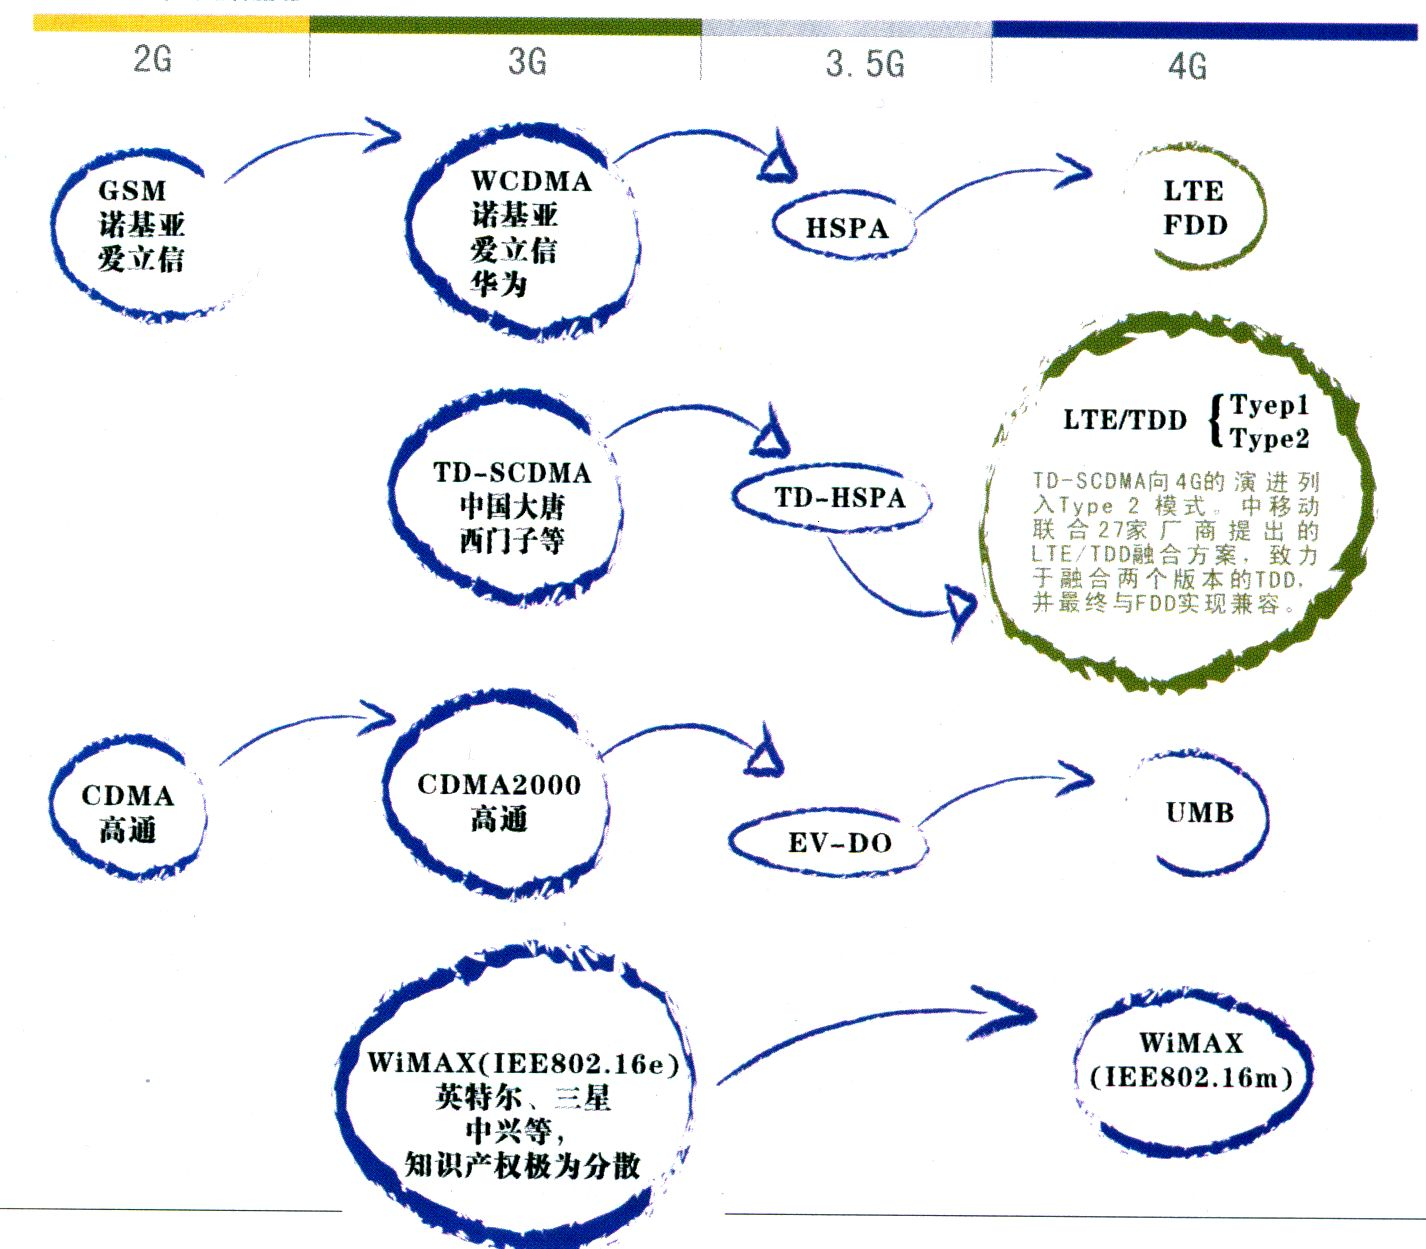 2G
3G
3.5G
4G
GSM
诺基亚
爱立信
WCDMA
诺基亚
爱立信
华为
HSPA
LTE
FDD
TD-SCDMA
中国大唐
西门子等
TD-HSPA
LTE/TDD { Tyep1
Type2
TD-SCDMA向4G的演进列
入Type 2 模式。中移动
联合27家厂商提出的
LTE/TDD融合方案，致力
于融合两个版本的TDD，
并最终与FDD实现兼容。
CDMA
高通
CDMA2000
高通
EV-DO
UMB
WiMAX(IEE802.16e)
英特尔、三星
中兴等，
知识产权极为分散
WiMAX
(IEE802.16m)